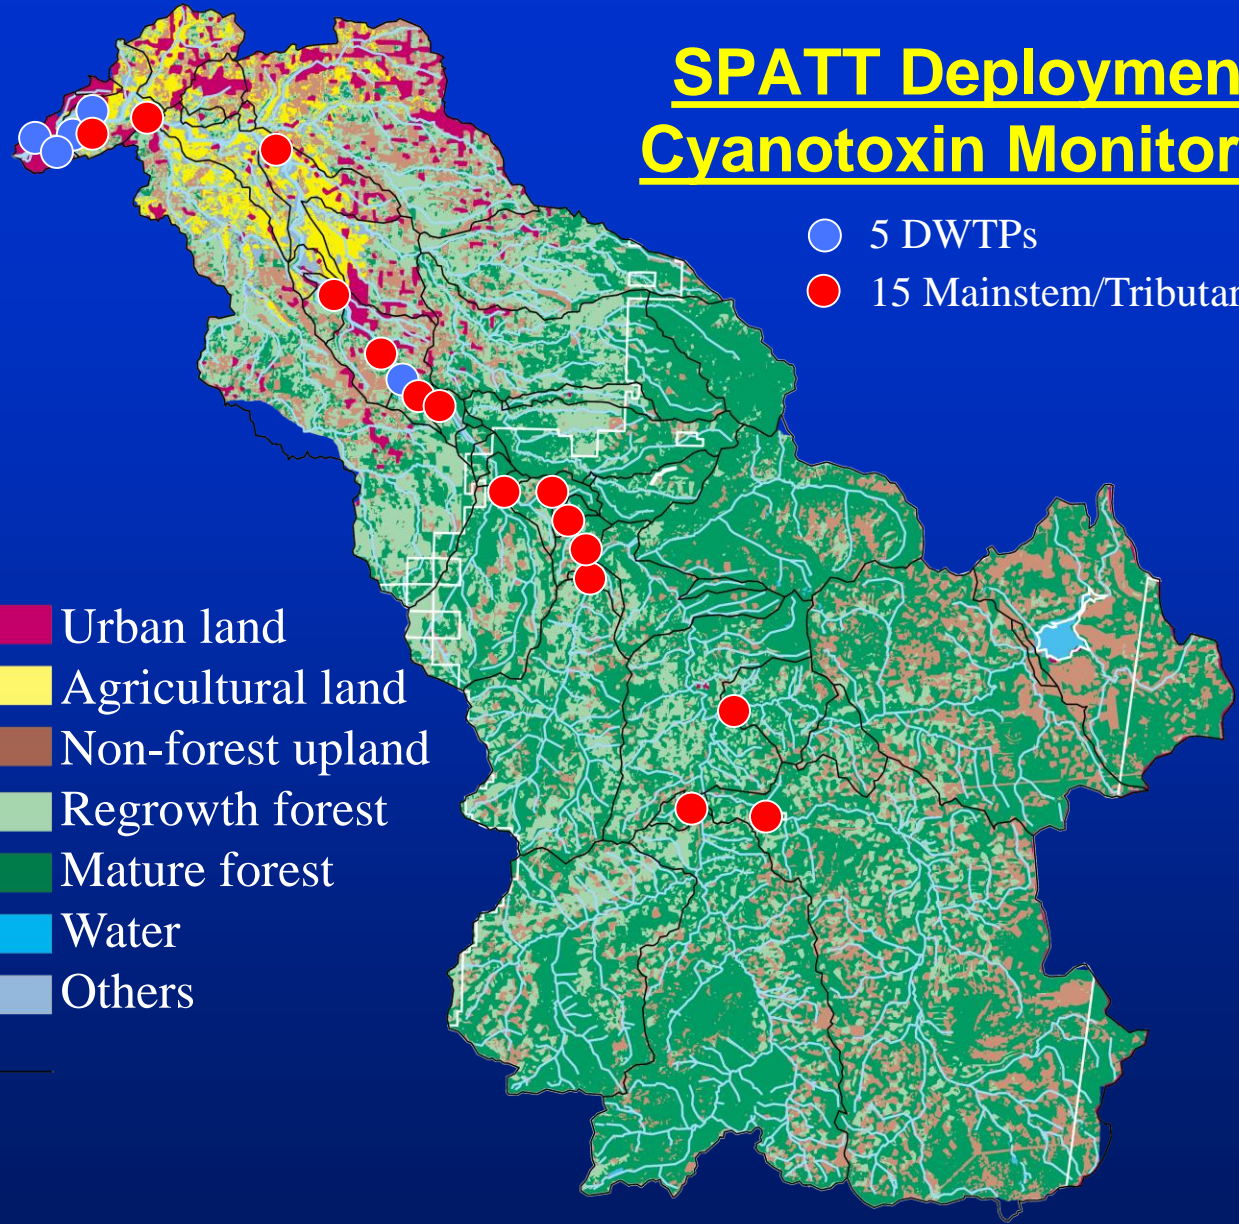 SPATT Deploymen
Cyanotoxin Monitor
5 DWTPs
15 Mainstem/Tributar
Urban land
Agricultural land
Non-forest upland
Regrowth forest
Mature forest
Water
Others